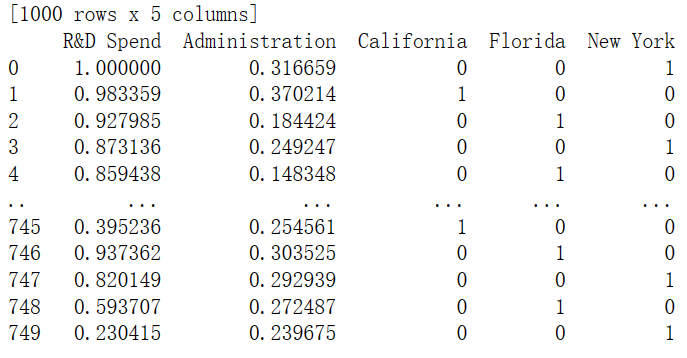 [1000 rows x 5 columns]
R&D Spend Administration California Florida New York
0 1.000000 0.316659 0 0 1
1 0.983359 0.370214 1 0 0
2 0.927985 0.184424 0 1 0
3 0.873136 0.249247 0 0 1
4 0.859438 0.148348 0 1 0
.. ... ... ... ... ...
745 0.395236 0.254561 1 0 0
746 0.937362 0.303525 0 1 0
747 0.820149 0.292939 0 0 1
748 0.593707 0.272487 0 1 0
749 0.230415 0.239675 0 0 1